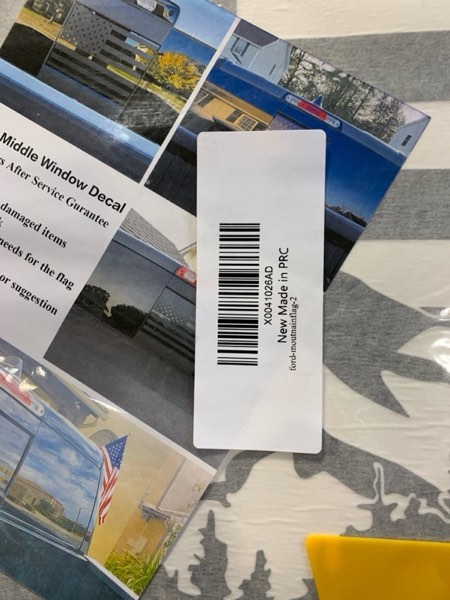 Middle Window Decal
s After Service Gurantee
damaged items
needs for the flag
or suggestion
X0041026AD
New Made in PRC
ford-moutnainflag-2